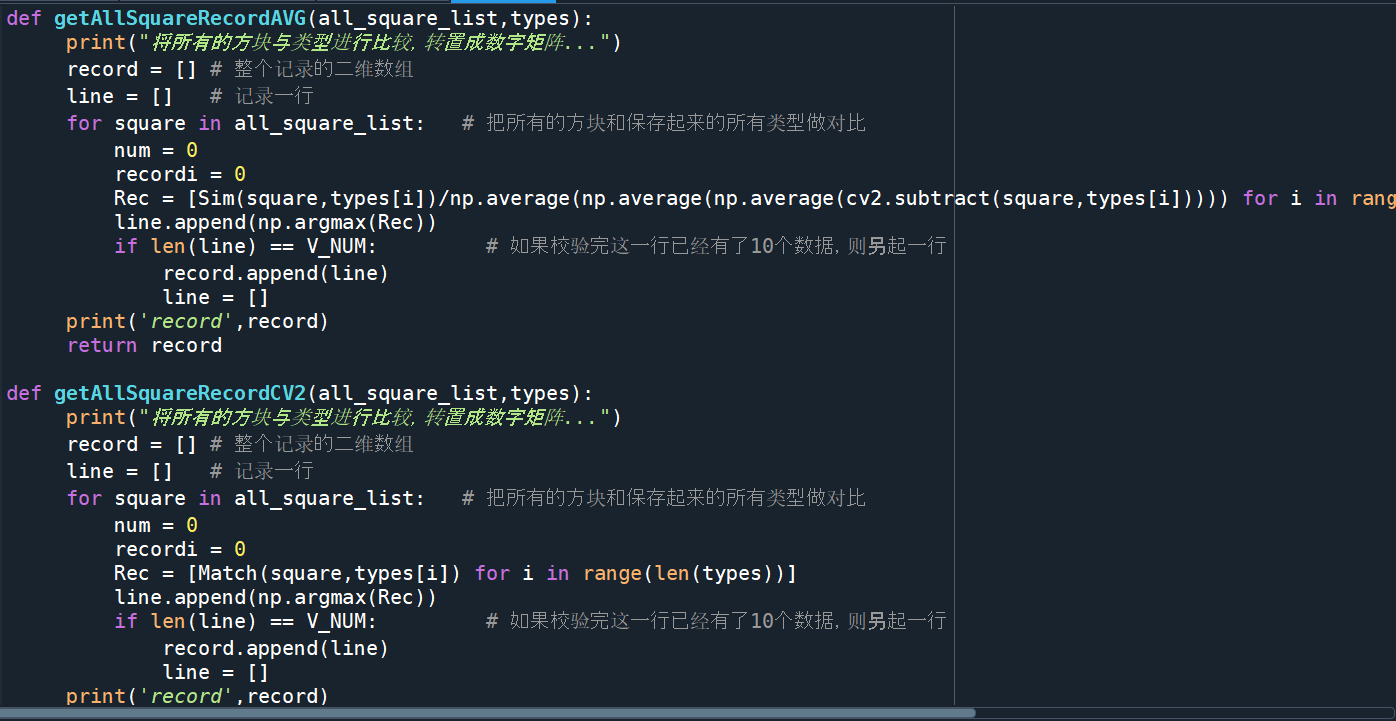 def getAllSquareRecordAVG(all_square_list,types):
print("将所有的方块与类型进行比较，转置成数字矩阵...")
record = [] # 整个记录的二维数组
line = []   # 记录一行
for square in all_square_list:   # 把所有的方块和保存起来的所有类型做对比
num = 0
recordi = 0
Rec = [Sim(square,types[i])/np.average(np.average(np.average(cv2.subtract(square,types[i])))) for i in rang
line.append(np.argmax(Rec))
if len(line) == V_NUM:         # 如果校验完这一行已经有了10个数据，则另起一行
record.append(line)
line = []
print('record',record)
return record
def getAllSquareRecordCV2(all_square_list,types):
print("将所有的方块与类型进行比较，转置成数字矩阵...")
record = [] # 整个记录的二维数组
line = []   # 记录一行
for square in all_square_list:   # 把所有的方块和保存起来的所有类型做对比
num = 0
recordi = 0
Rec = [Match(square,types[i]) for i in range(len(types))]
line.append(np.argmax(Rec))
if len(line) == V_NUM:         # 如果校验完这一行已经有了10个数据，则另起一行
record.append(line)
line = []
print('record',record)